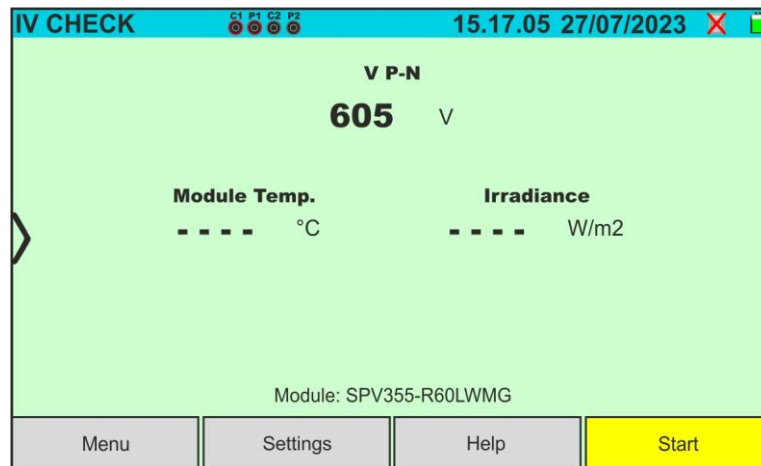 IV CHECK C1 P1 C2 P2 15.17.05 27/07/2023
V P-N
605 V
Module Temp. Irradiance
- - - - °C - - - - W/m2
Module: SPV355-R60LWMG
Menu Settings Help Start